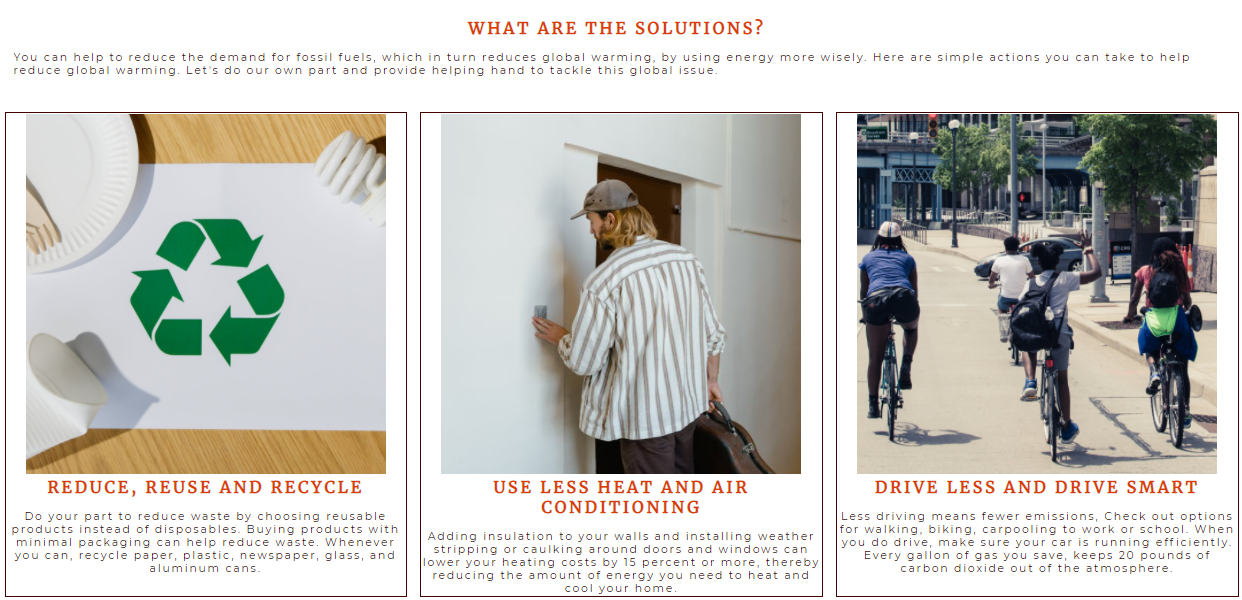 WHAT ARE THE SOLUTIONS?
You can help to reduce the demand for fossil fuels, which in turn reduces global warming, by using energy more wisely. Here are simple actions you can take to help
reduce global warming. Let's do our own part and provide helping hand to tackle this global issue.
REDUCE, REUSE AND RECYCLE
Do your part to reduce waste by choosing reusable
products instead of disposables. Buying products with
minimal packaging can help reduce waste. Whenever
you can, recycle paper, plastic, newspaper, glass, and
aluminum cans.
USE LESS HEAT AND AIR
CONDITIONING
Adding insulation to your walls and installing weather
stripping or caulking around doors and windows can
lower your heating costs by 15 percent or more, thereby
reducing the amount of energy you need to heat and
cool your home.
DRIVE LESS AND DRIVE SMART
Less driving means fewer emissions, Check out options
for walking, biking, carpooling to work or school. When
you do drive, make sure your car is running efficiently.
Every gallon of gas you save, keeps 20 pounds of
carbon dioxide out of the atmosphere.